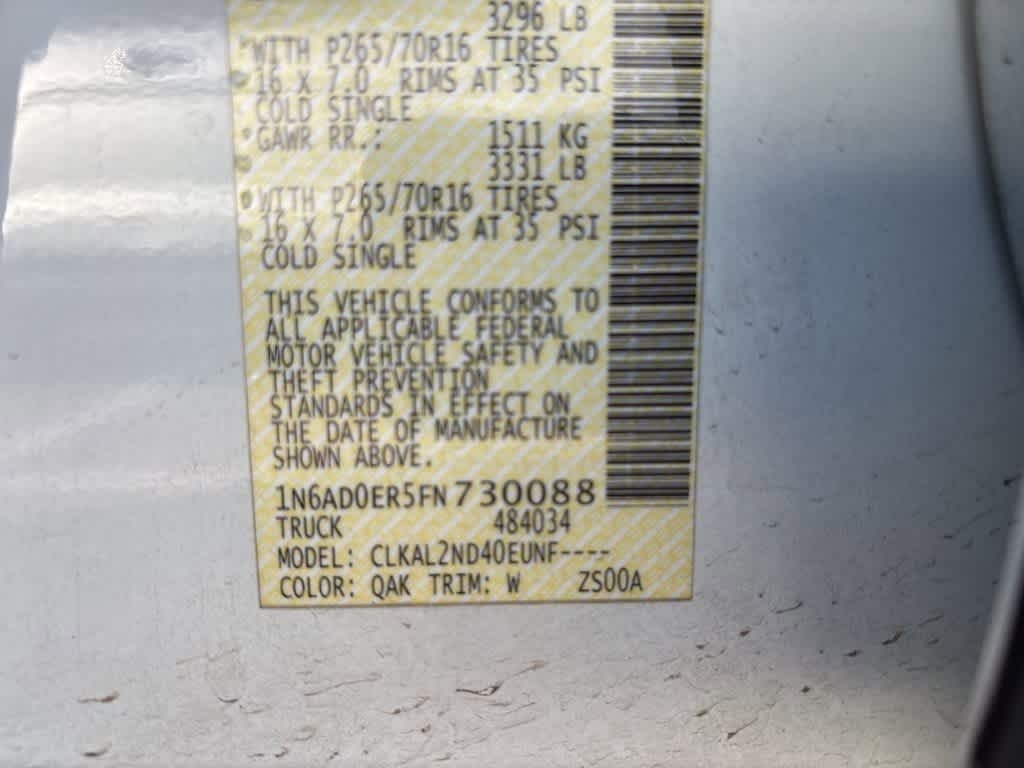 3296 LB
WITH P265/70R16 TIRES
16 X 7.0 RIMS AT 35 PSI
COLD SINGLE
GAWR RR.: 1511 KG
3331 LB
WITH P265/70R16 TIRES
16 X 7.0 RIMS AT 35 PSI
COLD SINGLE
THIS VEHICLE CONFORMS TO
ALL APPLICABLE FEDERAL
MOTOR VEHICLE SAFETY AND
THEFT PREVENTION
STANDARDS IN EFFECT ON
THE DATE OF MANUFACTURE
SHOWN ABOVE.
1N6AD0ER5FN730088
TRUCK 484034
MODEL: CLKAL2ND40EUNF----
COLOR: QAK TRIM: W ZS00A